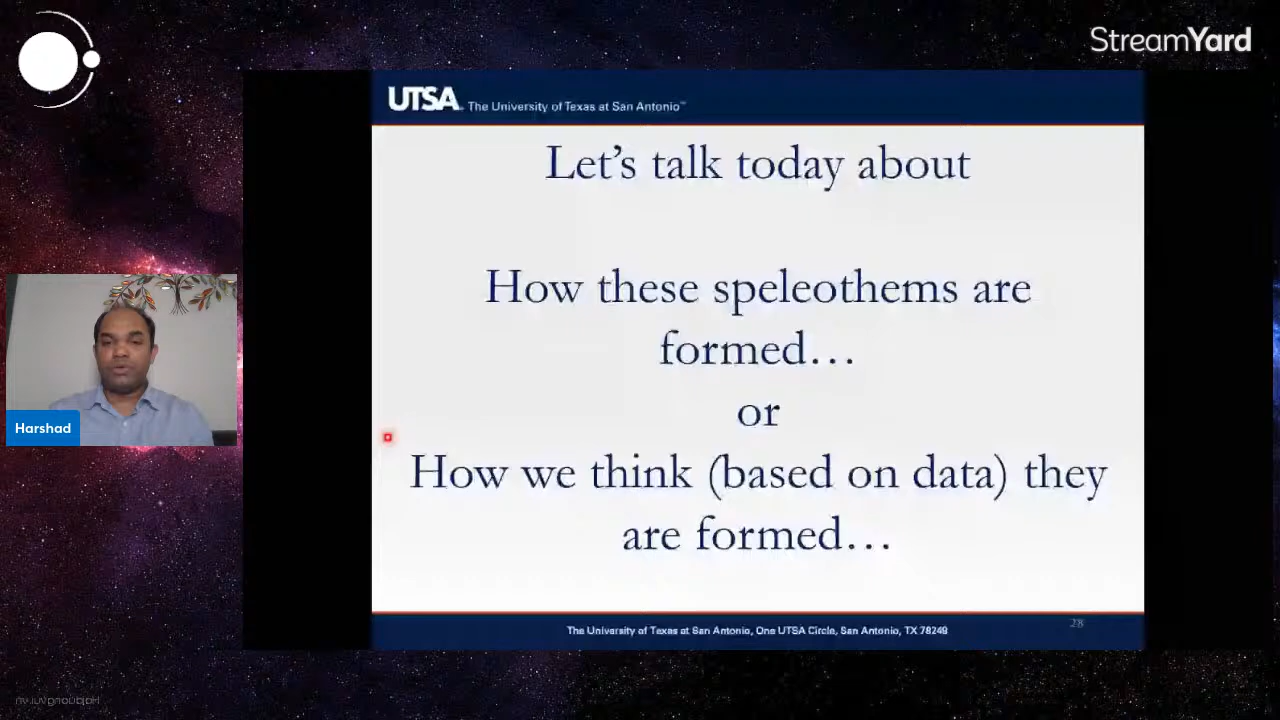 StreamYard
UTSA. The University of Texas at San Antonio™
Let's talk today about
How these speleothems are
formed...
or
How we think (based on data) they
are formed...
Harshad
28
The University of Texas at San Antonio, One UTSA Circle, San Antonio, TX 78249